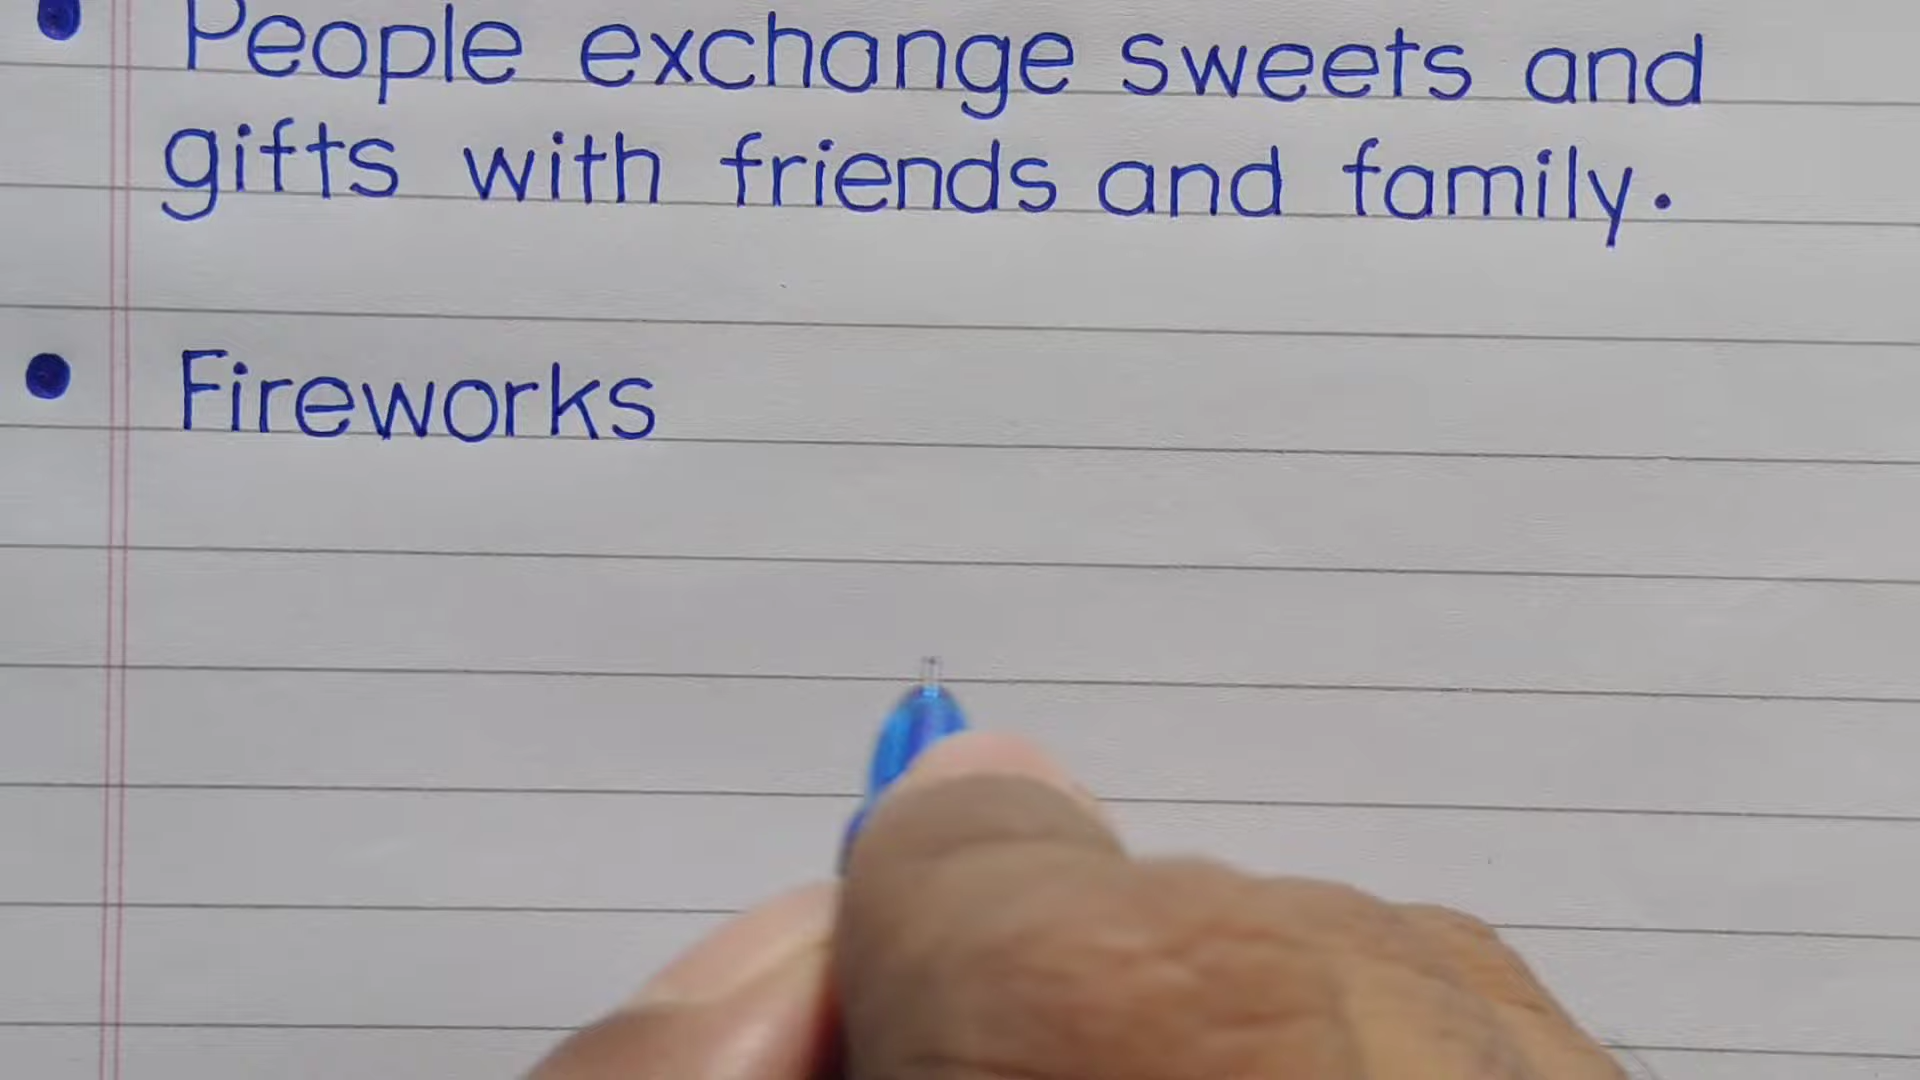 • People exchange sweets and
gifts with friends and family.
• Fireworks